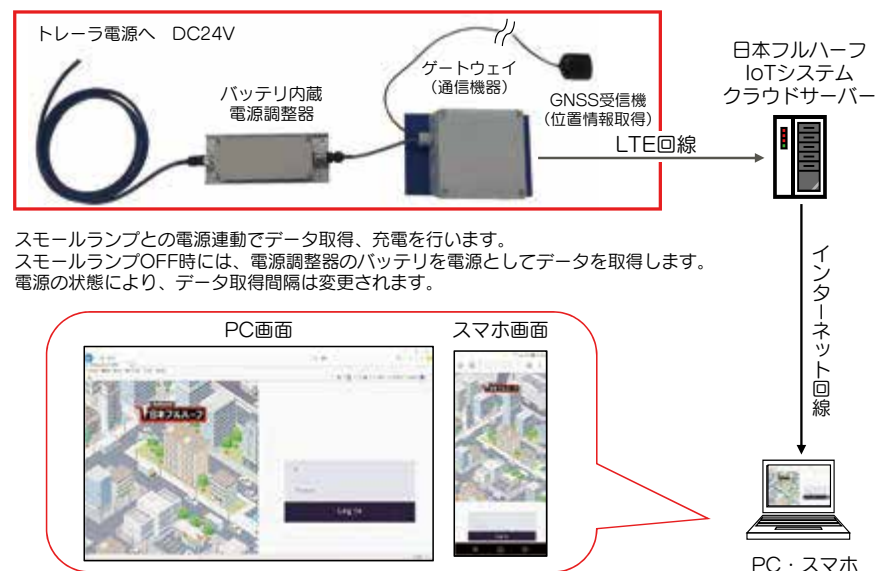 トレーラ電源へ　DC24V
バッテリ内蔵
電源調整器
ゲートウェイ
（通信機器）
GNSS受信機
（位置情報取得）
LTE回線
日本フルハーフ
IoTシステム
クラウドサーバー
スモールランプとの電源連動でデータ取得、充電を行います。
スモールランプOFF時には、電源調整器のバッテリを電源としてデータを取得します。
電源の状態により、データ取得間隔は変更されます。
インターネット回線
PC画面
スマホ画面
日本フルハーフ
Log in
PC・スマホ